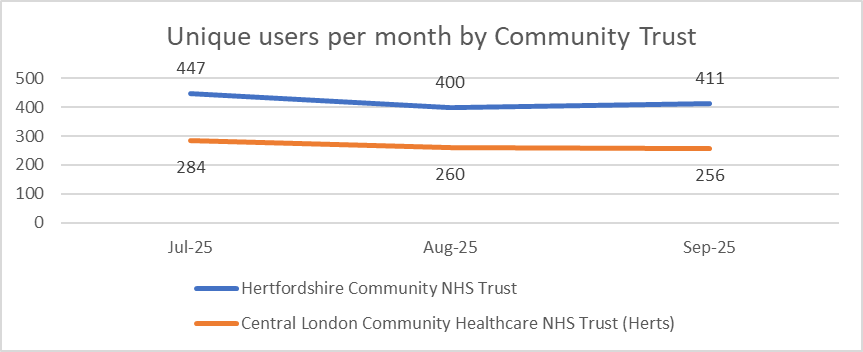 Unique users per month by Community Trust
447
400
411
500
400
300
200
100
0
284
260
256
Jul-25
Aug-25
Sep-25
Hertfordshire Community NHS Trust
Central London Community Healthcare NHS Trust (Herts)